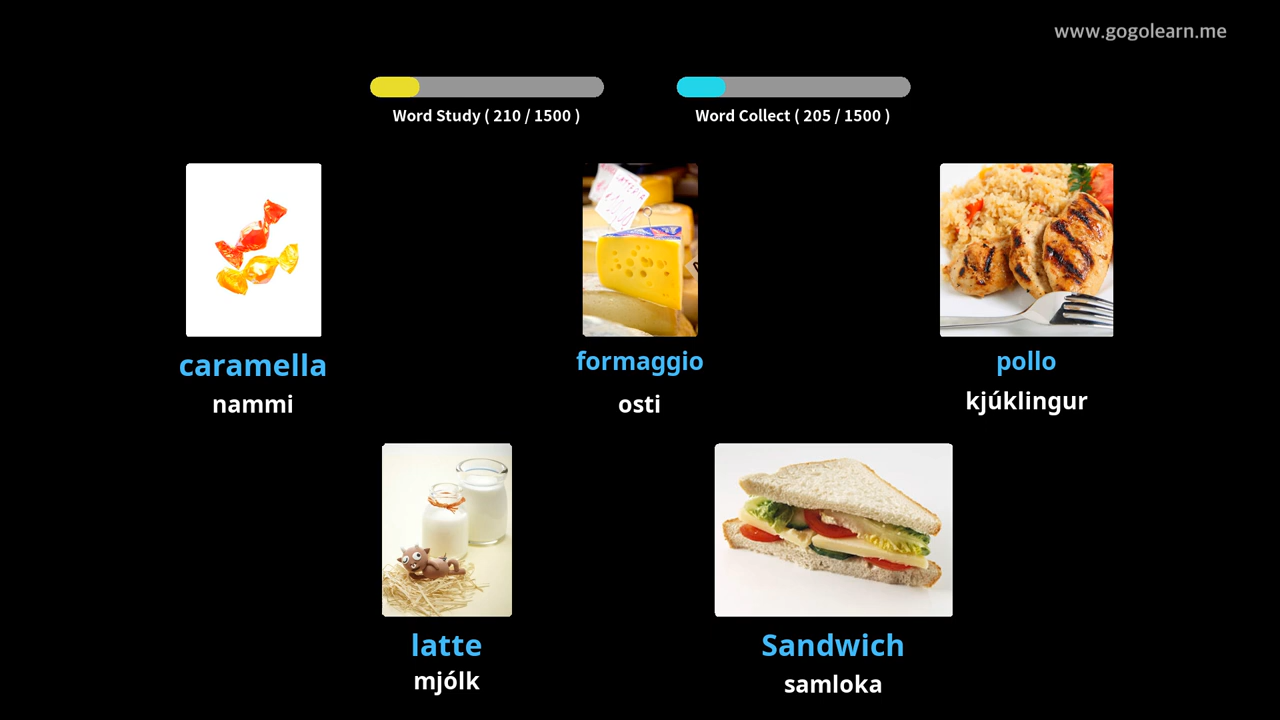 www.gogolearn.me
Word Study ( 210 / 1500 )
Word Collect ( 205 / 1500 )
caramella
nammi
formaggio
osti
pollo
kjúklingur
latte
mjólk
Sandwich
samloka